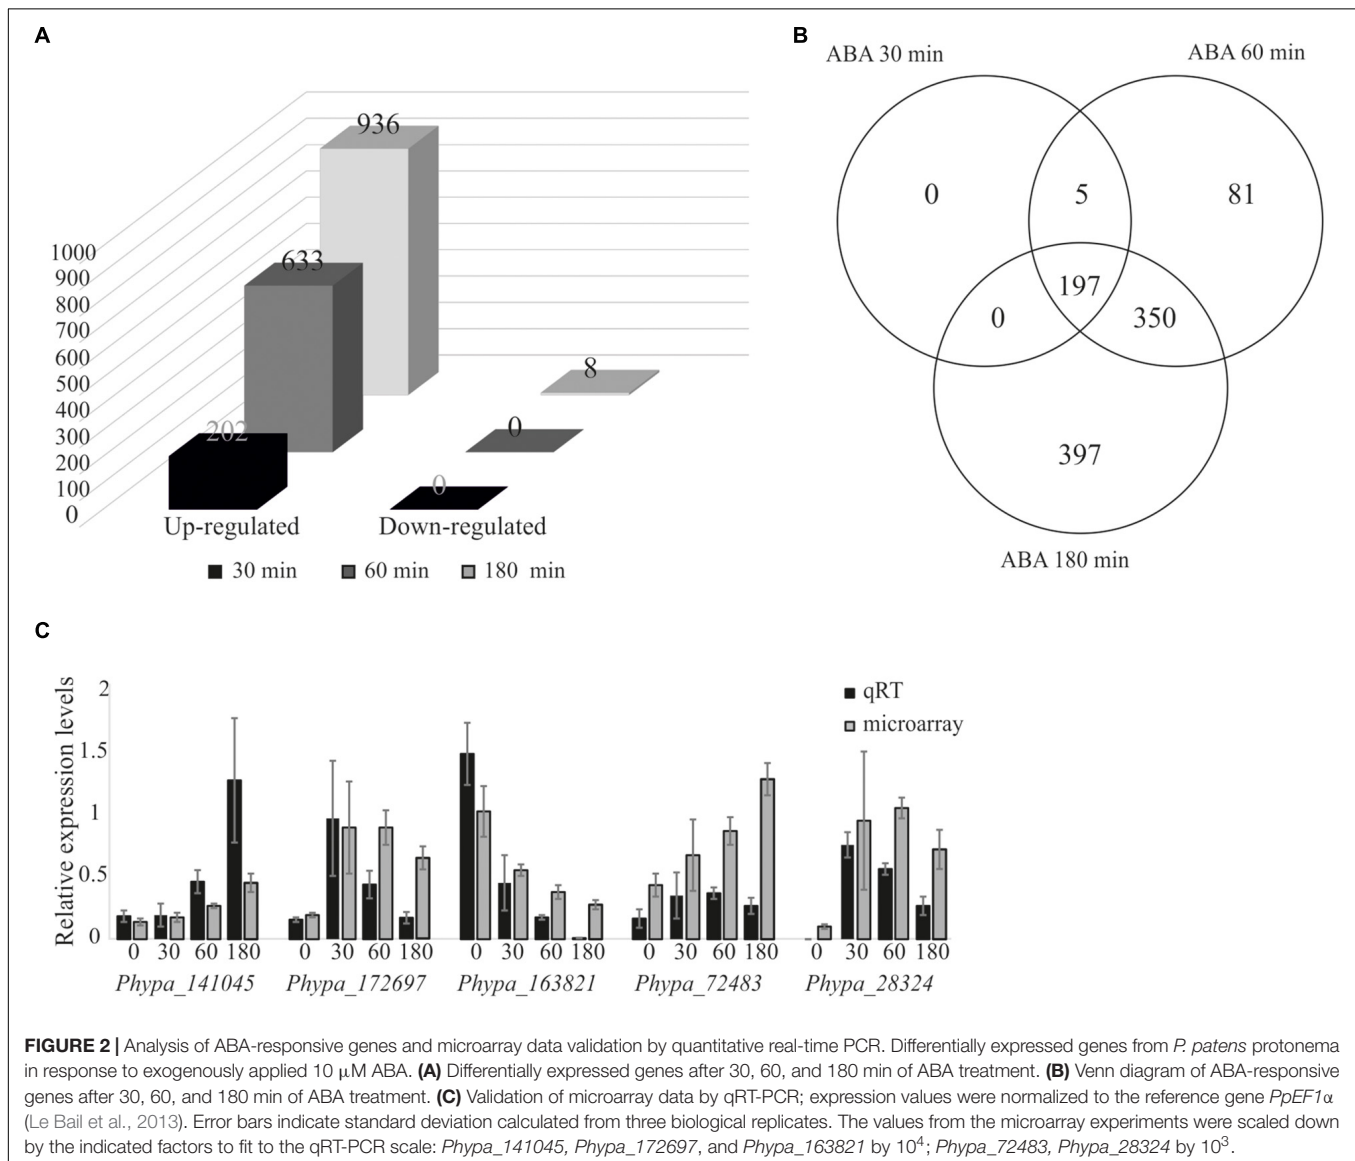 A
B
ABA 30 min
ABA 60 min
936
633
202
8
0
0
1000
900
800
700
600
500
400
300
200
100
0
Up-regulated
Down-regulated
30 min
60 min
180 min
0
5
81
197
0
350
397
ABA 180 min
C
Relative expression levels
2
1.5
1
0.5
0
qRT
microarray
0 30 60 180 0 30 60 180 0 30 60 180 0 30 60 180 0 30 60 180
Phypa_141045 Phypa_172697 Phypa_163821 Phypa_72483 Phypa_28324
FIGURE 2 | Analysis of ABA-responsive genes and microarray data validation by quantitative real-time PCR. Differentially expressed genes from P. patens protonema
in response to exogenously applied 10 μM ABA. (A) Differentially expressed genes after 30, 60, and 180 min of ABA treatment. (B) Venn diagram of ABA-responsive
genes after 30, 60, and 180 min of ABA treatment. (C) Validation of microarray data by qRT-PCR; expression values were normalized to the reference gene PpEF1α
(Le Bail et al., 2013). Error bars indicate standard deviation calculated from three biological replicates. The values from the microarray experiments were scaled down
by the indicated factors to fit to the qRT-PCR scale: Phypa_141045, Phypa_172697, and Phypa_163821 by 10⁴; Phypa_72483, Phypa_28324 by 10³.